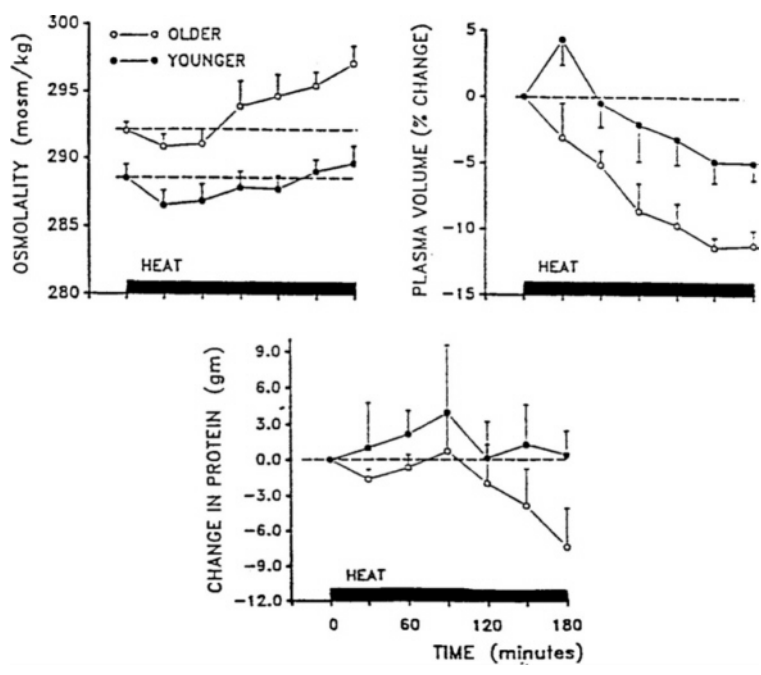 300
295
290
285
280
OSMOLALITY (mosm/kg)
OLDER
YOUNGER
HEAT
5
0
−5
−10
−15
PLASMA VOLUME (% CHANGE)
HEAT
9.0
6.0
3.0
0.0
−3.0
−6.0
−9.0
−12.0
CHANGE IN PROTEIN (gm)
HEAT
0 60 120 180
TIME (minutes)